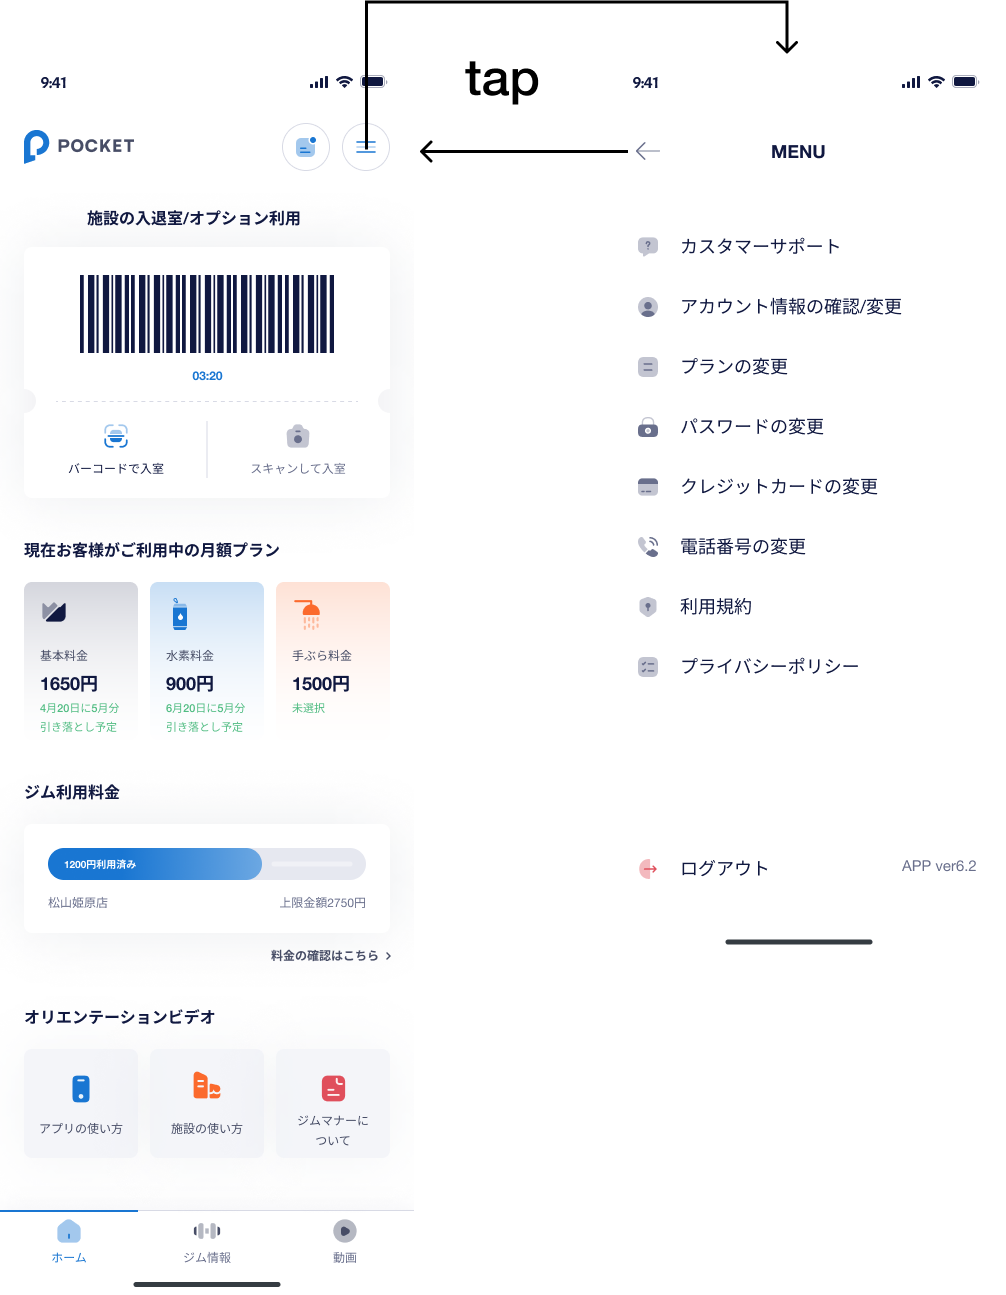 9:41
POCKET
施設の入退室/オプション利用
03:20
バーコードで入室
スキャンして入室
現在お客様がご利用中の月額プラン
基本料金
1650円
4月20日に5月分
引き落とし予定
水素料金
900円
6月20日に5月分
引き落とし予定
手ぶら料金
1500円
未選択
ジム利用料金
1200円利用済み
松山姫原店
上限金額2750円
料金の確認はこちら
オリエンテーションビデオ
アプリの使い方
施設の使い方
ジムマナーに
ついて
ホーム
ジム情報
動画
tap
9:41
MENU
カスタマーサポート
アカウント情報の確認/変更
プランの変更
パスワードの変更
クレジットカードの変更
電話番号の変更
利用規約
プライバシーポリシー
ログアウト
APP ver6.2